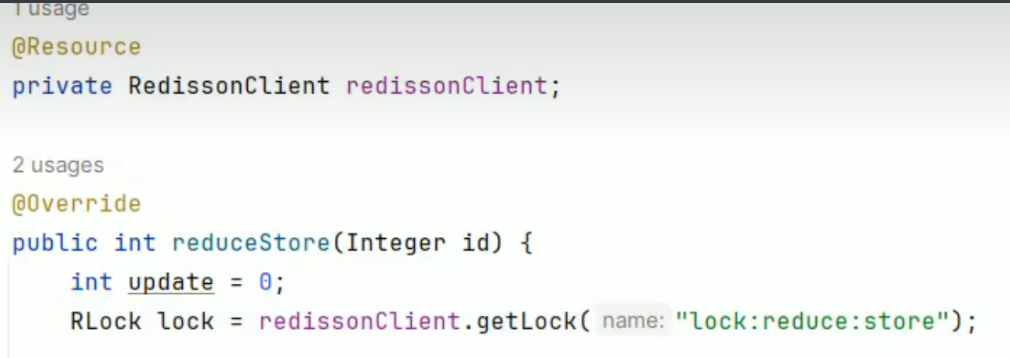 1 usage
@Resource
private RedissonClient redissonClient;
2 usages
@Override
public int reduceStore(Integer id) {
int update = 0;
RLock lock = redissonClient.getLock( name: "lock:reduce:store");